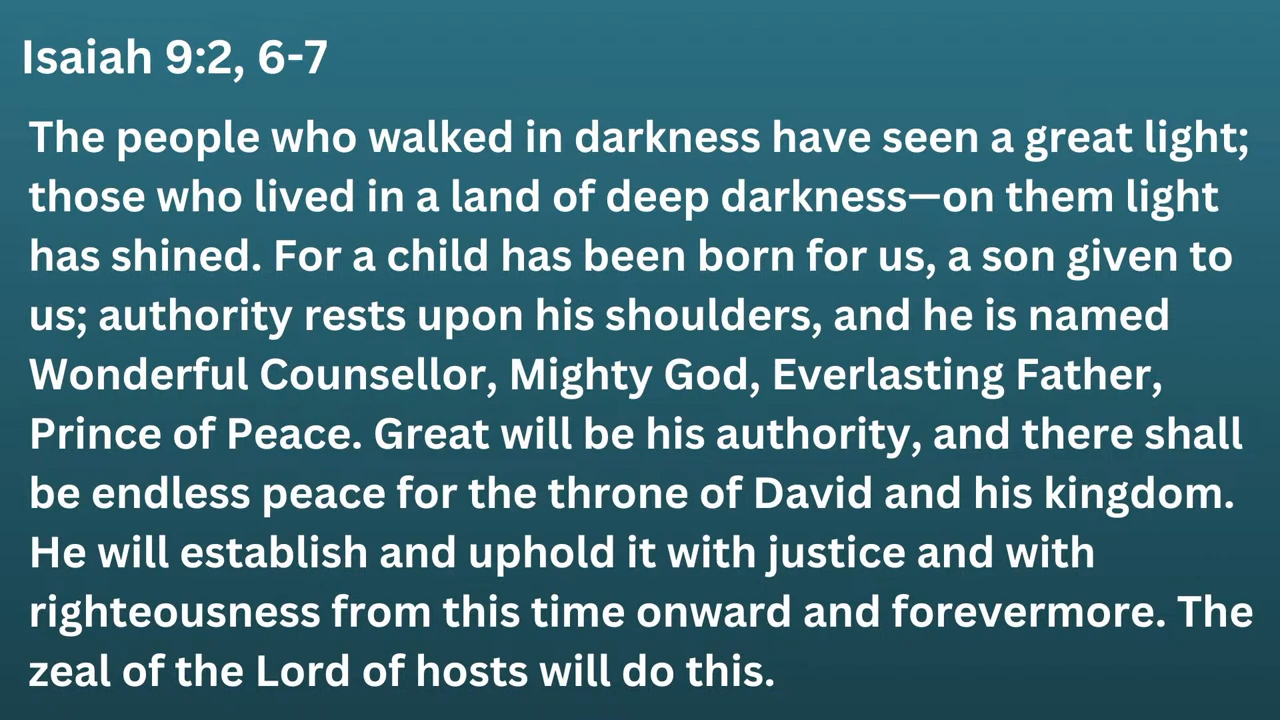 Isaiah 9:2, 6-7
The people who walked in darkness have seen a great light;
those who lived in a land of deep darkness—on them light
has shined. For a child has been born for us, a son given to
us; authority rests upon his shoulders, and he is named
Wonderful Counsellor, Mighty God, Everlasting Father,
Prince of Peace. Great will be his authority, and there shall
be endless peace for the throne of David and his kingdom.
He will establish and uphold it with justice and with
righteousness from this time onward and forevermore. The
zeal of the Lord of hosts will do this.